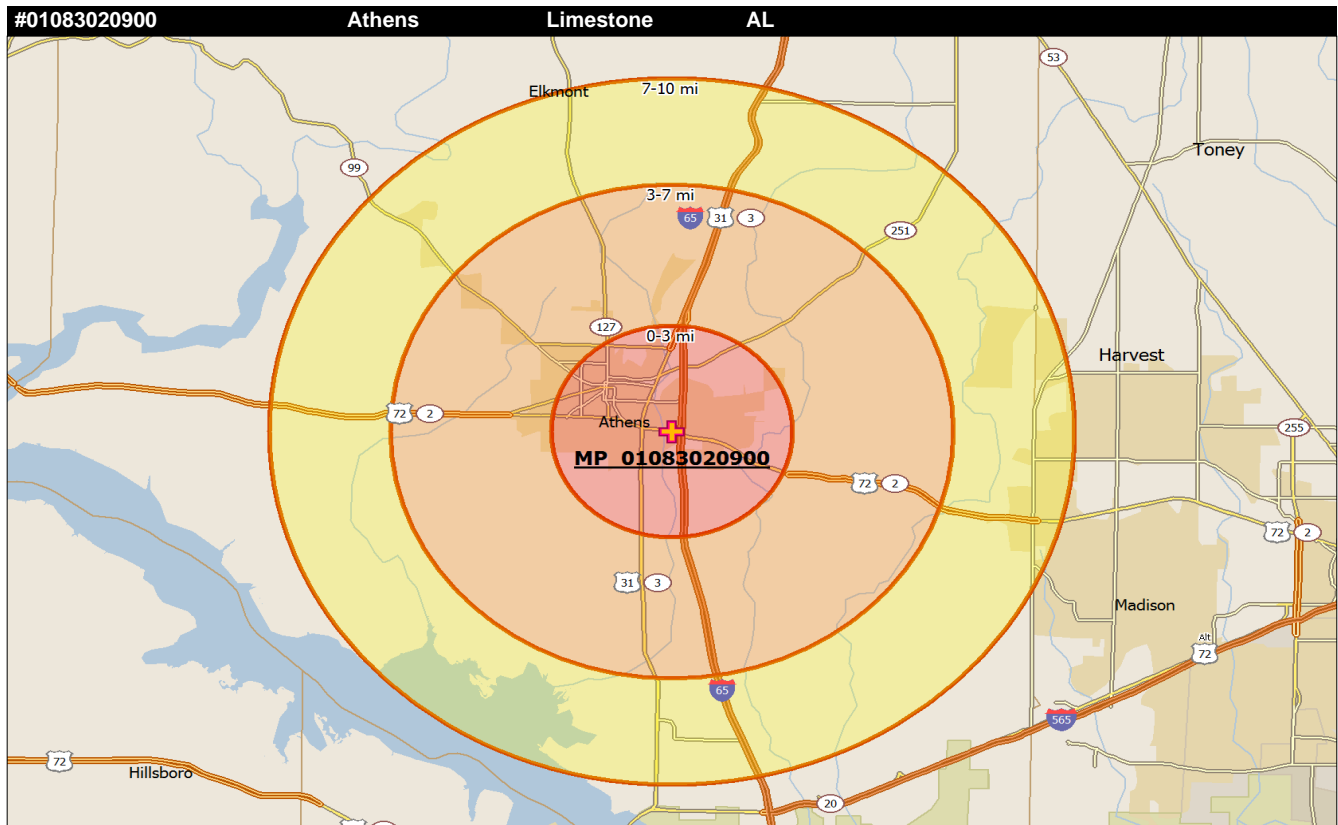 #01083020900 Athens Limestone AL
53
Elkmont
7-10 mi
Toney
99
3-7 mi
65
31
3
251
127
0-3 mi
Harvest
72
2
Athens
255
MP 01083020900
72
2
72
2
31
3
Madison
Alt
72
65
565
72
Hillsboro
20